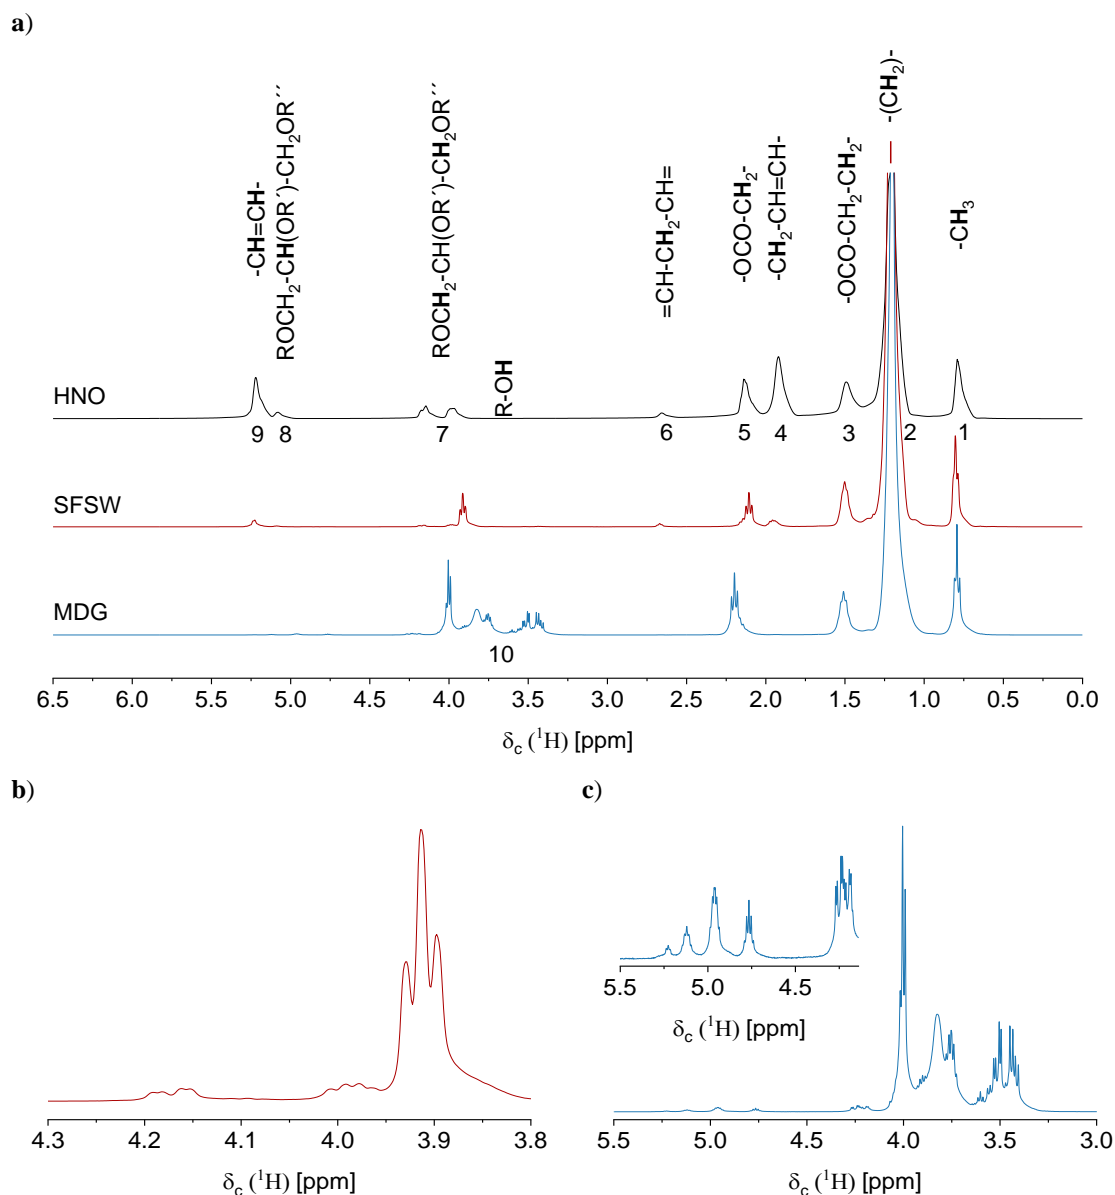 a)
-CH=CH-
ROCH₂-CH(OR´)-CH₂OR´´
ROCH₂-CH(OR´)-CH₂OR´´
R-OH
=CH-CH₂-CH=
-OCO-CH₂-
-CH₂-CH=CH-
-OCO-CH₂-CH₂-
-(CH₂)-
-CH₃
HNO
9 8 7 6 5 4 3 2 1
SFSW
MDG
10
6.5 6.0 5.5 5.0 4.5 4.0 3.5 3.0 2.5 2.0 1.5 1.0 0.5 0.0
δc (¹H) [ppm]
b)
4.3 4.2 4.1 4.0 3.9 3.8
δc (¹H) [ppm]
c)
5.5 5.0 4.5
δc (¹H) [ppm]
5.5 5.0 4.5 4.0 3.5 3.0
δc (¹H) [ppm]